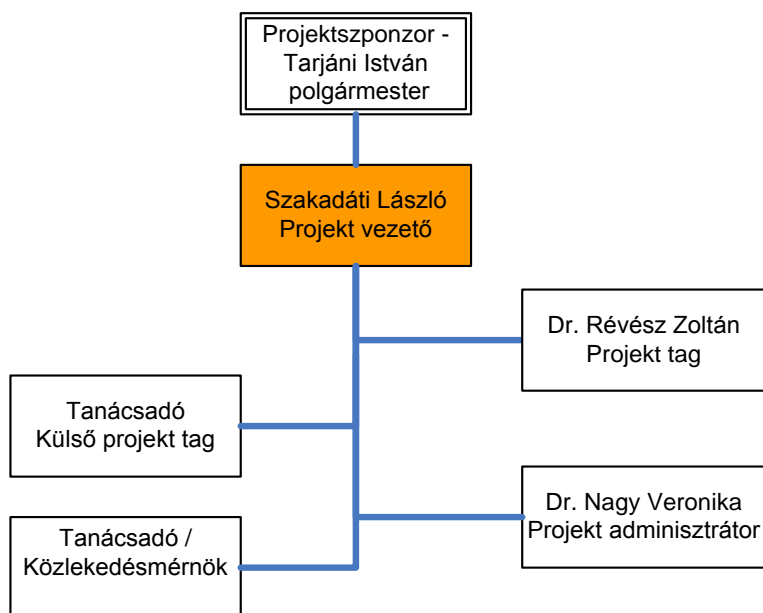 Projektszponzor -
Tarjáni István
polgármester
Szakadáti László
Projekt vezető
Dr. Révész Zoltán
Projekt tag
Tanácsadó
Külső projekt tag
Dr. Nagy Veronika
Projekt adminisztrátor
Tanácsadó /
Közlekedésmérnök